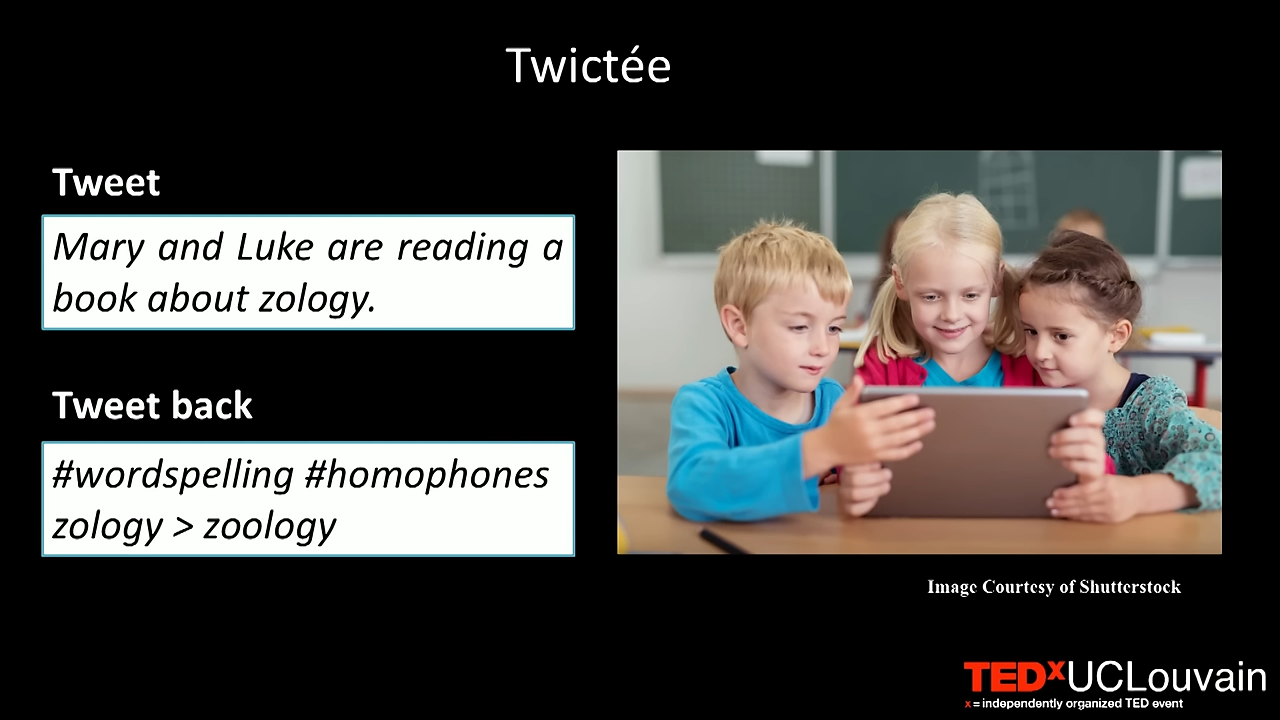 Twictée
Tweet
Mary and Luke are reading a
book about zology.
Tweet back
#wordspelling #homophones
zology > zoology
Image Courtesy of Shutterstock
TEDxUCLouvain
x = independently organized TED event